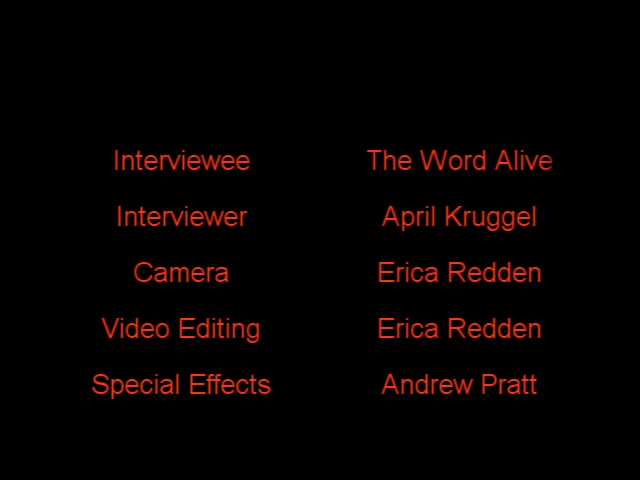 Interviewee The Word Alive
Interviewer April Kruggel
Camera Erica Redden
Video Editing Erica Redden
Special Effects Andrew Pratt